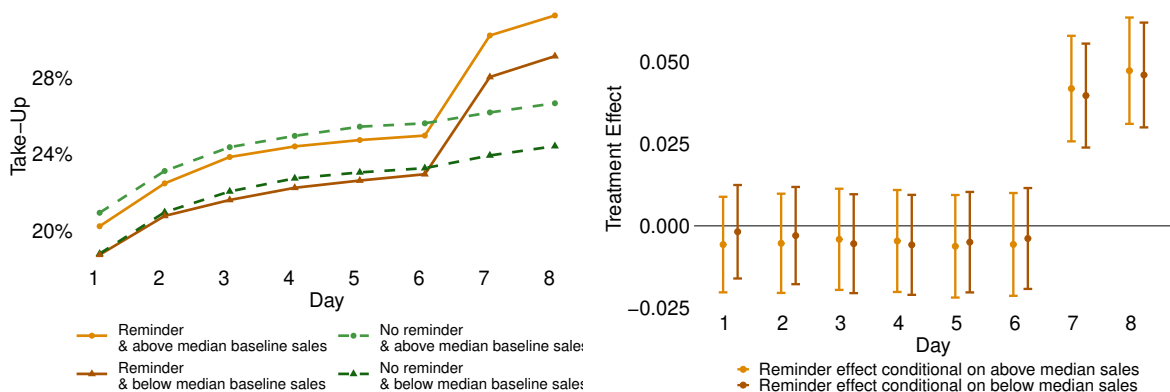 Take−Up
28%
24%
20%
1 2 3 4 5 6 7 8
Day
Reminder
& above median baseline sales
No reminder
& above median baseline sales
Reminder
& below median baseline sales
No reminder
& below median baseline sales
Treatment Effect
0.050
0.025
0.000
−0.025
1 2 3 4 5 6 7 8
Day
Reminder effect conditional on above median sales
Reminder effect conditional on below median sales